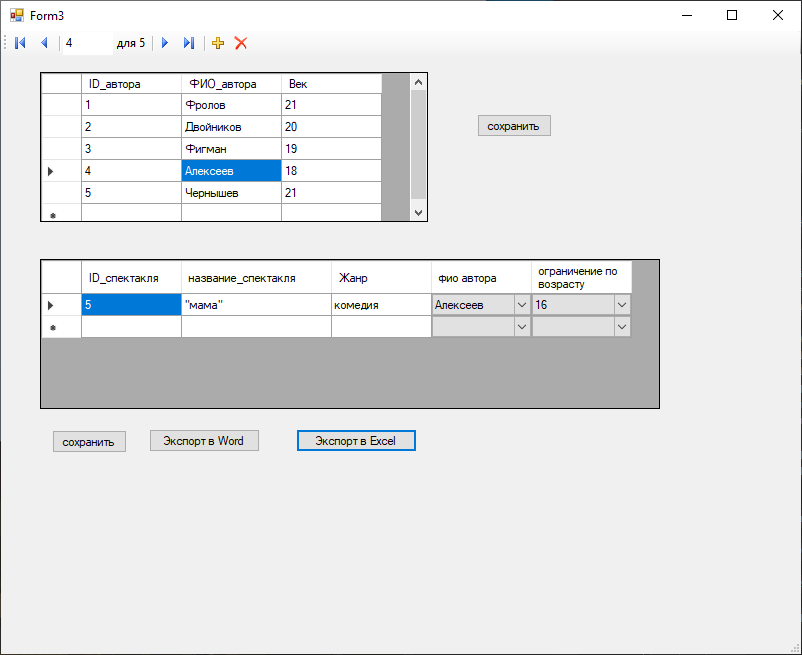 Form3
4 для 5
ID_автора ФИО_автора Век
1 Фролов 21
2 Двойников 20
3 Фигман 19
4 Алексеев 18
5 Чернышев 21
сохранить
ID_спектакля название_спектакля Жанр фио автора ограничение по
возрасту
5 "мама" комедия Алексеев 16
сохранить Экспорт в Word Экспорт в Excel